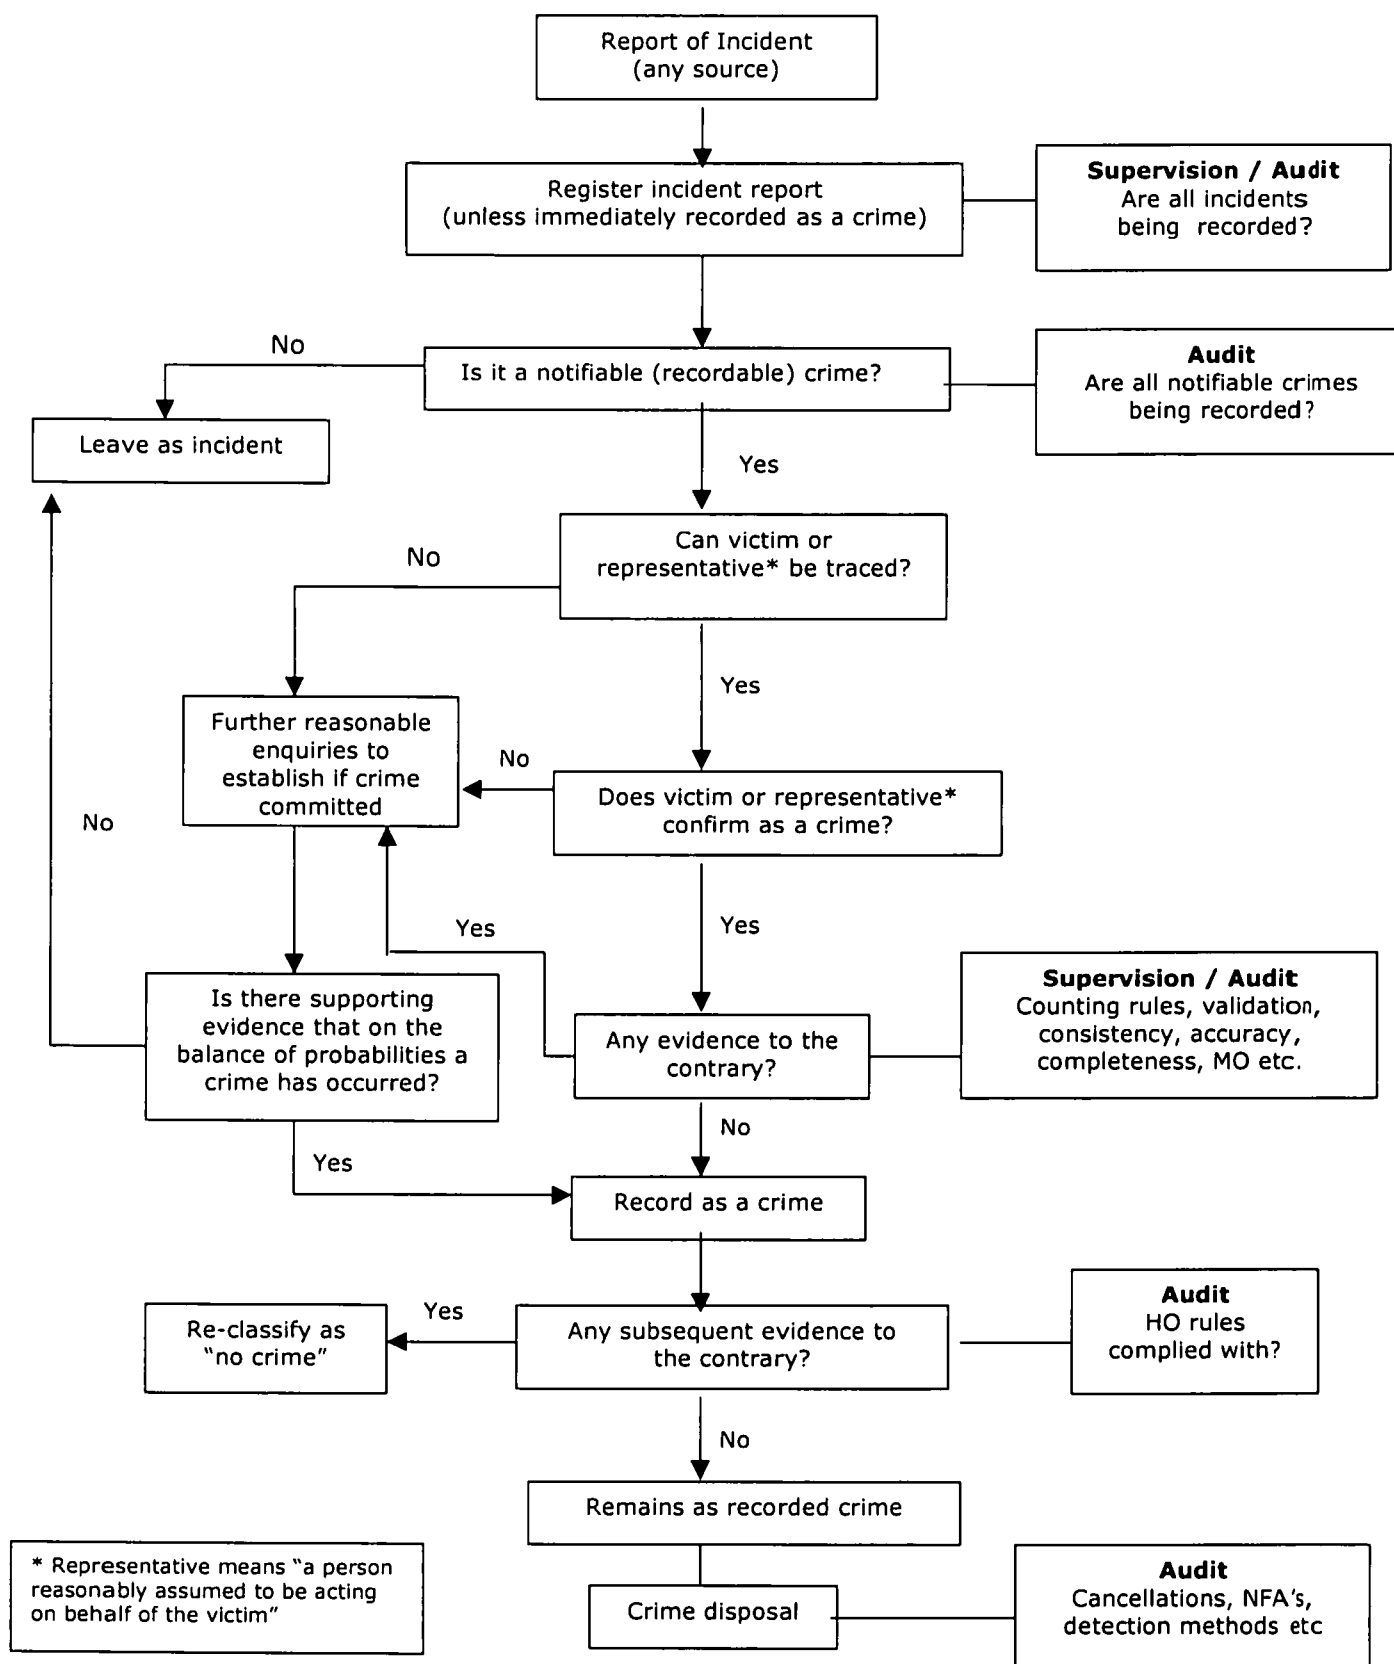 Report of Incident
(any source)
Register incident report
(unless immediately recorded as a crime)
Supervision / Audit
Are all incidents
being recorded?
No
Is it a notifiable (recordable) crime?
Audit
Are all notifiable crimes
being recorded?
Leave as incident
Yes
Can victim or
representative* be traced?
No
Yes
Further reasonable
enquiries to
establish if crime
committed
No
Does victim or representative*
confirm as a crime?
No
Yes
Yes
Is there supporting
evidence that on the
balance of probabilities a
crime has occurred?
Any evidence to the
contrary?
Supervision / Audit
Counting rules, validation,
consistency, accuracy,
completeness, MO etc.
No
Yes
Record as a crime
Re-classify as
"no crime"
Yes
Any subsequent evidence to
the contrary?
Audit
HO rules
complied with?
No
Remains as recorded crime
* Representative means "a person
reasonably assumed to be acting
on behalf of the victim"
Crime disposal
Audit
Cancellations, NFA's,
detection methods etc